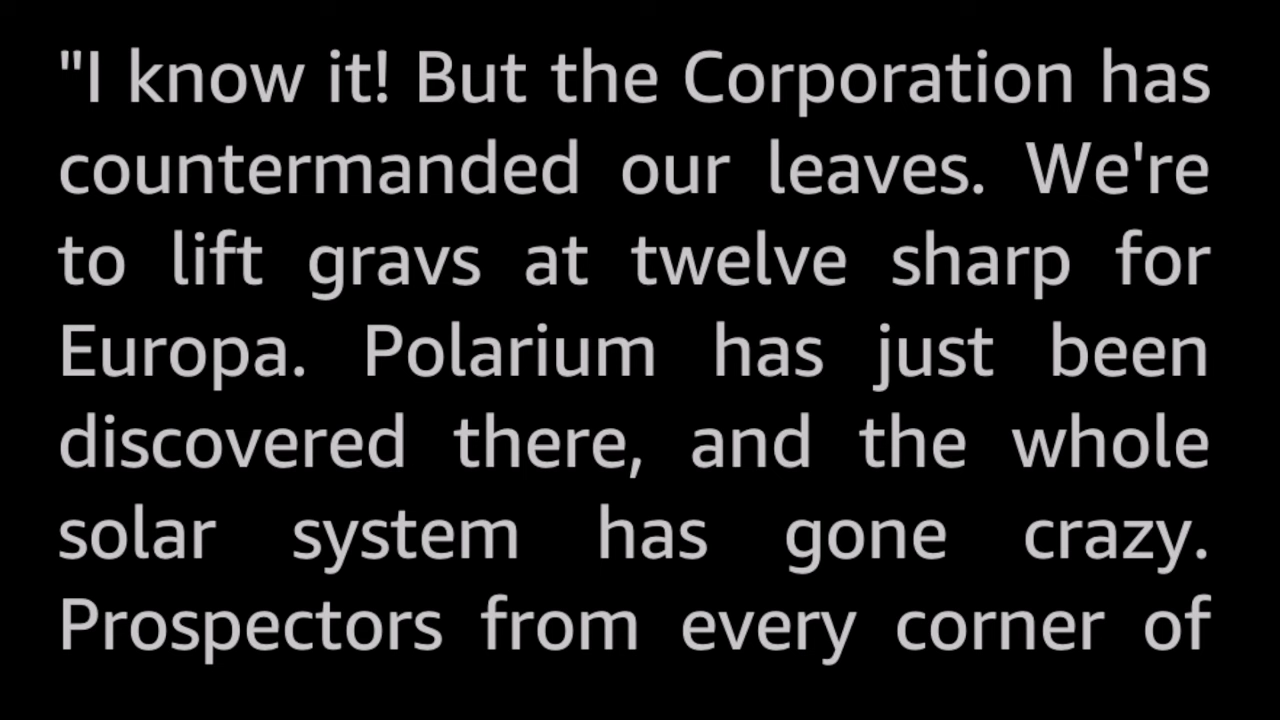 "I know it! But the Corporation has
countermanded our leaves. We're
to lift gravs at twelve sharp for
Europa. Polarium has just been
discovered there, and the whole
solar system has gone crazy.
Prospectors from every corner of